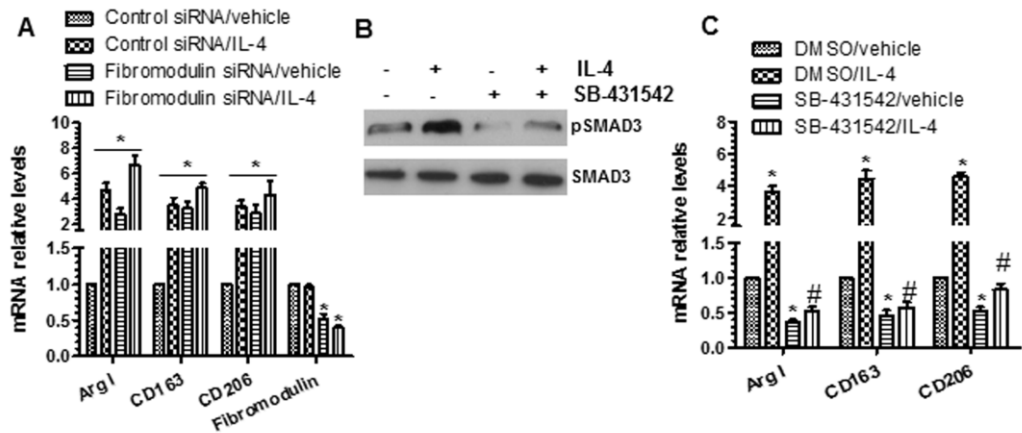 A
Control siRNA/vehicle
Control siRNA/IL-4
Fibromodulin siRNA/vehicle
Fibromodulin siRNA/IL-4
mRNA relative levels
10
8
6
4
2
1.5
1.0
0.5
0.0
* * * * *
Arg I CD163 CD206 Fibromodulin
B
- + - + IL-4
- - + + SB-431542
pSMAD3
SMAD3
C
DMSO/vehicle
DMSO/IL-4
SB-431542/vehicle
SB-431542/IL-4
mRNA relative levels
8
6
4
2
1.5
1.0
0.5
0.0
* * # * * # * * #
Arg I CD163 CD206